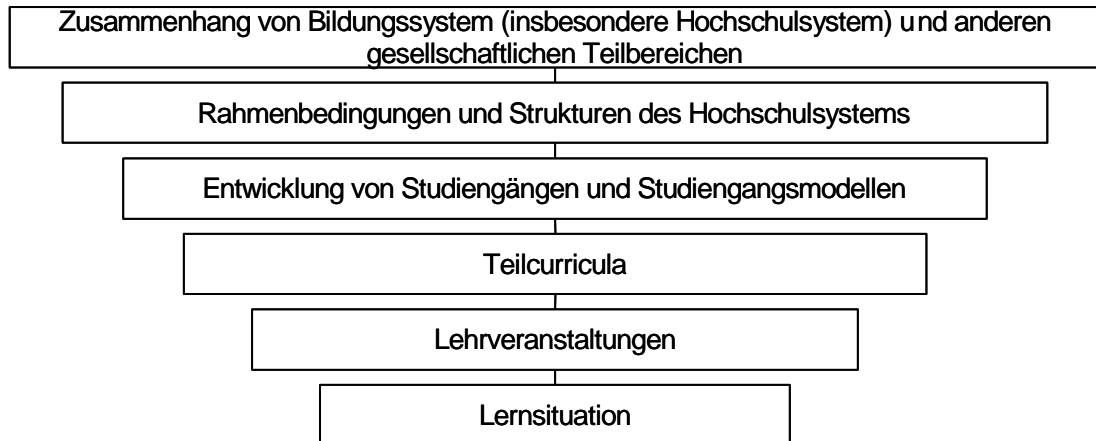 Zusammenhang von Bildungssystem (insbesondere Hochschulsystem) und anderen
gesellschaftlichen Teilbereichen
Rahmenbedingungen und Strukturen des Hochschulsystems
Entwicklung von Studiengängen und Studiengangsmodellen
Teilcurricula
Lehrveranstaltungen
Lernsituation